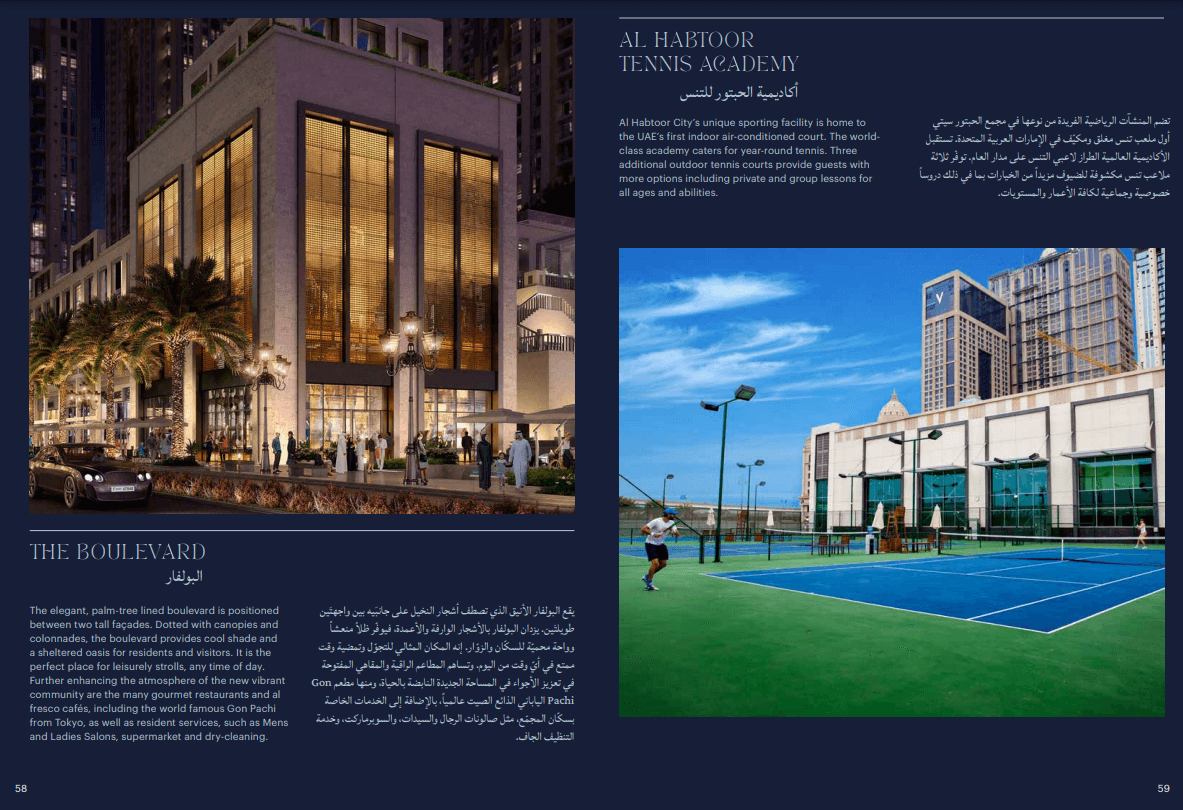 THE BOULEVARD
البولفار
The elegant, palm-tree lined boulevard is positioned
between two tall façades. Dotted with canopies and
colonnades, the boulevard provides cool shade and
a sheltered oasis for residents and visitors. It is the
perfect place for leisurely strolls, any time of day.
Further enhancing the atmosphere of the new vibrant
community are the many gourmet restaurants and al
fresco cafés, including the world famous Gon Pachi
from Tokyo, as well as resident services, such as Mens
and Ladies Salons, supermarket and dry-cleaning.
يقع البولفار الأنيق الذي تصطف أشجار النخيل على جانبَيه بين واجهتَين
طويلتَين. يزدان البولفار بالأشجار الوارفة والأعمدة، فيوفّر ظلاً منعشاً
وواحة محميّة للسكّان والزوّار. إنه المكان المثالي للتجوّل وتمضية وقت
ممتع في أيّ وقت من اليوم. وتساهم المطاعم الراقية والمقاهي المفتوحة
في تعزيز الأجواء في المساحة الجديدة النابضة بالحياة، ومنها مطعم Gon
Pachi الياباني الذائع الصيت عالمياً، بالإضافة إلى الخدمات الخاصة
بسكّان المجمّع، مثل صالونات الرجال والسيدات، والسوبرماركت، وخدمة
التنظيف الجاف.
58
AL HABTOOR
TENNIS ACADEMY
أكاديمية الحبتور للتنس
Al Habtoor City's unique sporting facility is home to
the UAE's first indoor air-conditioned court. The world-
class academy caters for year-round tennis. Three
additional outdoor tennis courts provide guests with
more options including private and group lessons for
all ages and abilities.
تضم المنشآت الرياضية الفريدة من نوعها في مجمع الحبتور سيتي
أول ملعب تنس مغلق ومكيّف في الإمارات العربية المتحدة. تستقبل
الأكاديمية العالمية الطراز لاعبي التنس على مدار العام. توفّر ثلاثة
ملاعب تنس مكشوفة للضيوف مزيداً من الخيارات بما في ذلك دروساً
خصوصية وجماعية لكافة الأعمار والمستويات.
V
59